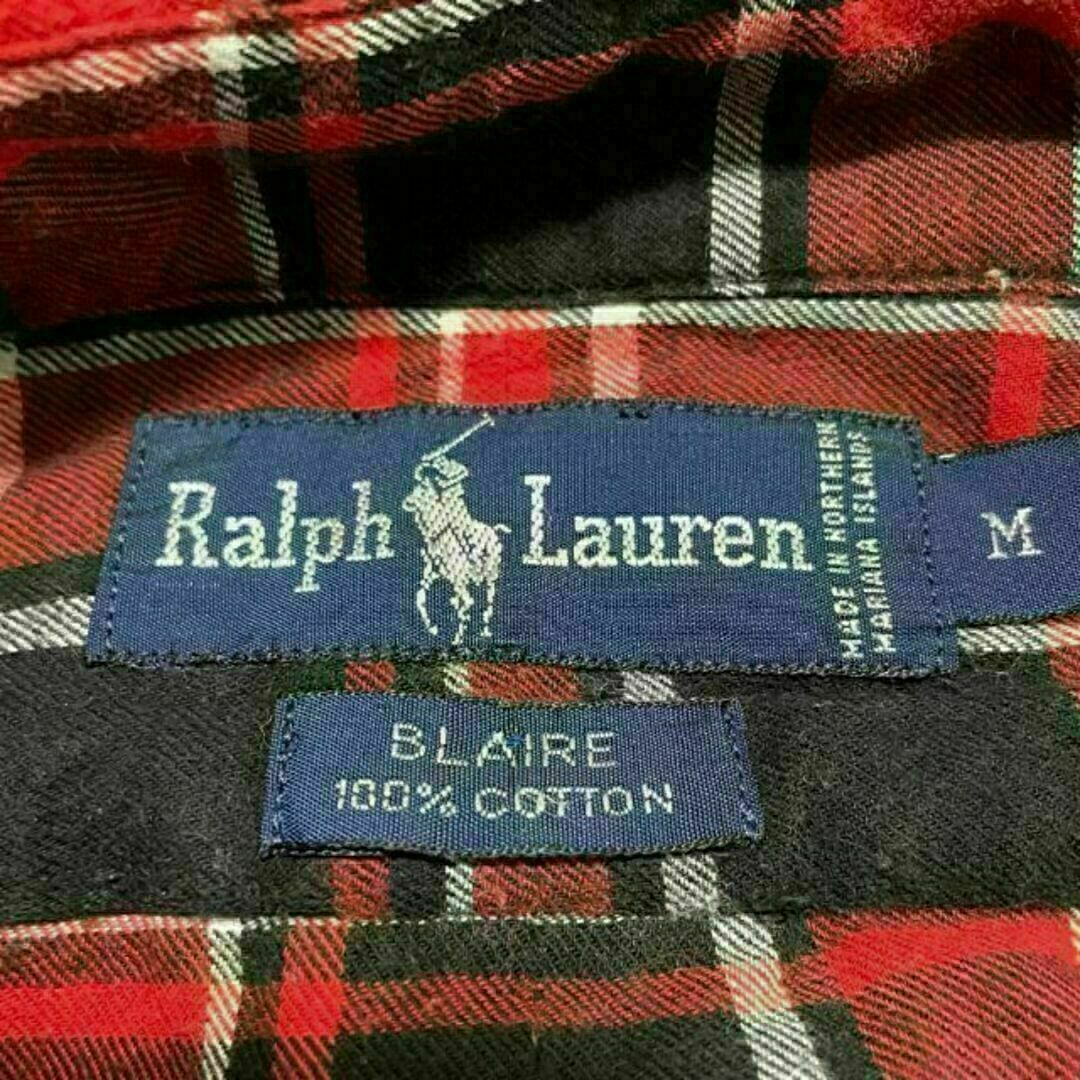 Ralph Lauren
MADE IN NORTHERN
MARIANA ISLANDS
M
BLAIRE
100% COTTON